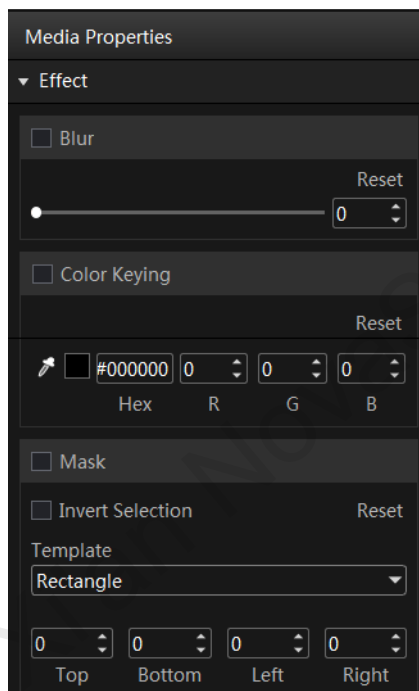 Media Properties
Effect
Blur
Reset
0
Color Keying
Reset
#000000 0 0 0
Hex R G B
Mask
Invert Selection Reset
Template
Rectangle
0 0 0 0
Top Bottom Left Right